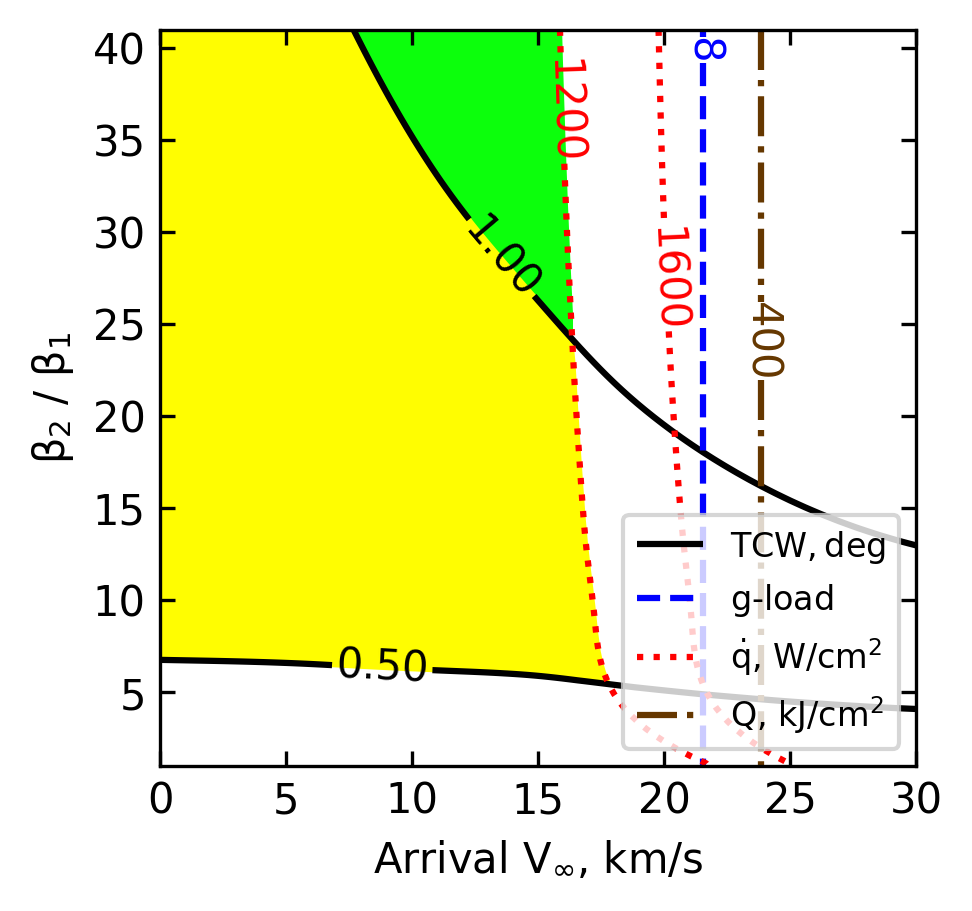 40
35
30
25
20
15
10
5
β₂ / β₁
1200
1600
8
400
1.00
0.50
TCW, deg
g-load
q̇, W/cm²
Q, kJ/cm²
0 5 10 15 20 25 30
Arrival V∞, km/s